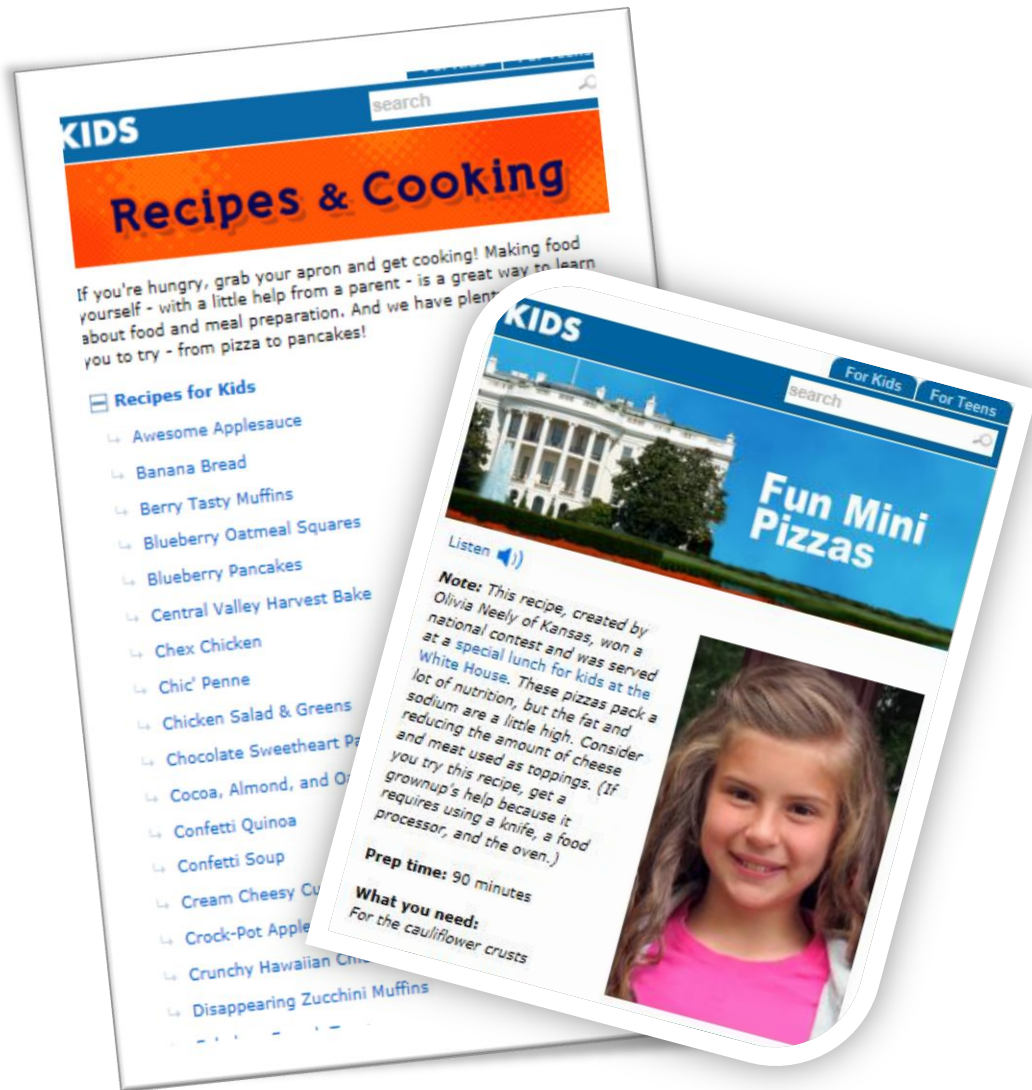 KIDS
search
Recipes & Cooking
If you're hungry, grab your apron and get cooking! Making food
yourself - with a little help from a parent - is a great way to learn
about food and meal preparation. And we have
you to try - from pizza to pancakes!
Recipes for Kids
Awesome Applesauce
Banana Bread
Berry Tasty Muffins
Blueberry Oatmeal Squares
Blueberry Pancakes
Central Valley Harvest Bake
Chex Chicken
Chic' Penne
Chicken Salad & Greens
Chocolate Sweetheart
Cocoa, Almond, and
Confetti Quinoa
Confetti Soup
Cream Cheesy
Crock-Pot
Crunchy Hawaiian
Disappearing Zucchini Muffins
KIDS
For Kids
For Teens
search
Fun Mini
Pizzas
Listen
Note: This recipe, created by
Olivia Neely of Kansas, won a
national contest and was served
at a special lunch for kids at the
White House. These pizzas pack a
lot of nutrition, but the fat and
sodium are a little high. Consider
reducing the amount of cheese
and meat used as toppings. (If
you try this recipe, get a
grownup's help because it
requires using a knife, a food
processor, and the oven.)
Prep time: 90 minutes
What you need:
For the cauliflower crusts